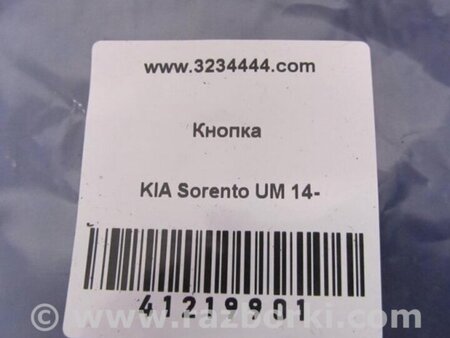 www.3234444.com
Кнопка
KIA Sorento UM 14-
41219901
© www.razborki.com